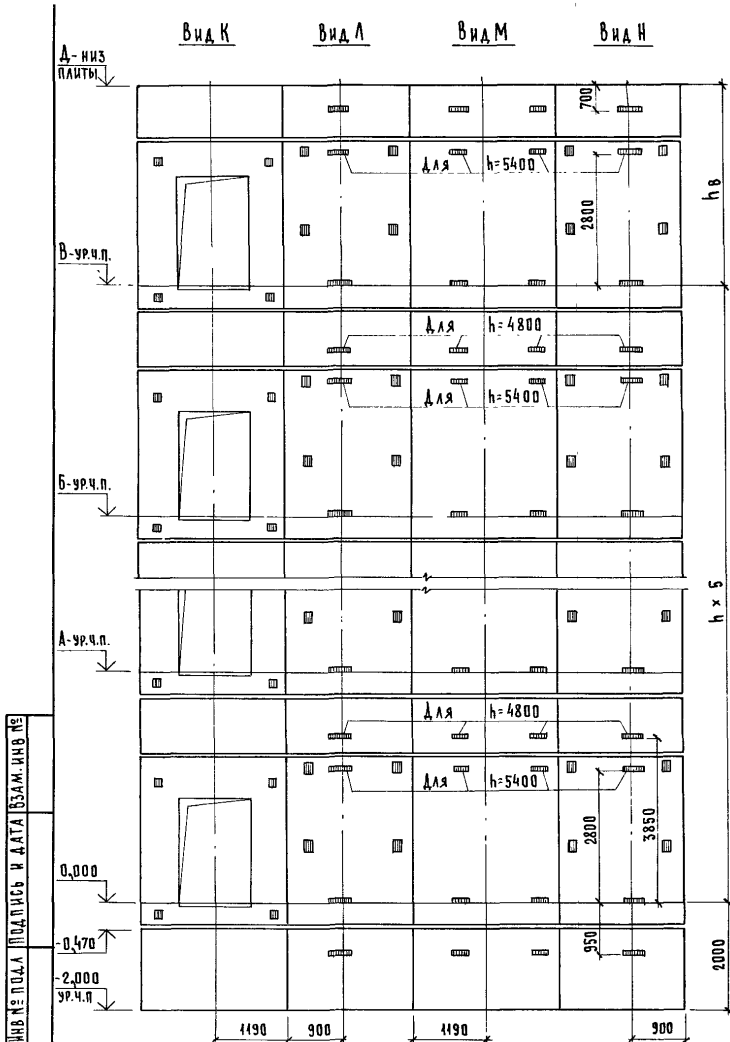 Вид К Вид Л Вид М Вид Н
Д-низ
плиты
700
Для h=5400
2800
hв
В-ур.ч.п.
Для h=4800
Для h=5400
Б-ур.ч.п.
h×5
А-ур.ч.п.
Для h=4800
Для h=5400
2800
3850
0,000
-0,470
950
2000
-2,000
ур.ч.п
1190 900 1190 900
Инв № подл Подпись и дата Взам. инв №